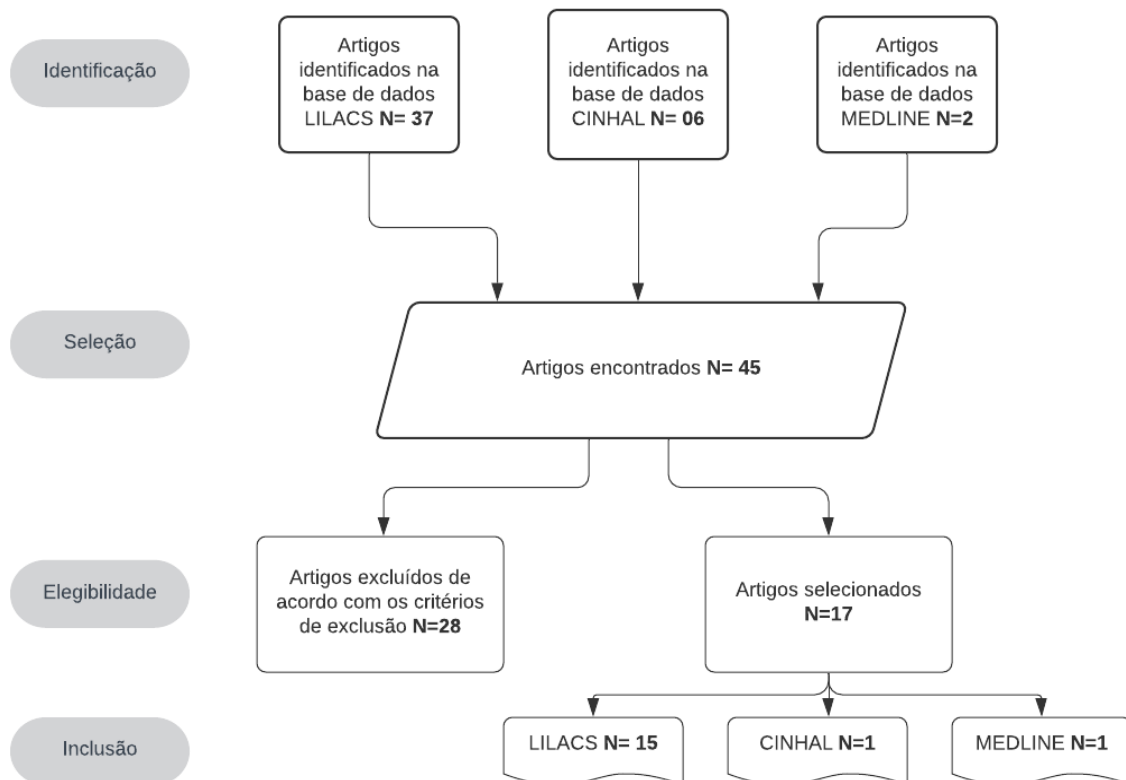 Identificação
Artigos
identificados na
base de dados
LILACS N= 37
Artigos
identificados na
base de dados
CINHAL N= 06
Artigos
identificados na
base de dados
MEDLINE N=2
Seleção
Artigos encontrados N= 45
Elegibilidade
Artigos excluídos de
acordo com os critérios
de exclusão N=28
Artigos selecionados
N=17
Inclusão
LILACS N= 15
CINHAL N=1
MEDLINE N=1